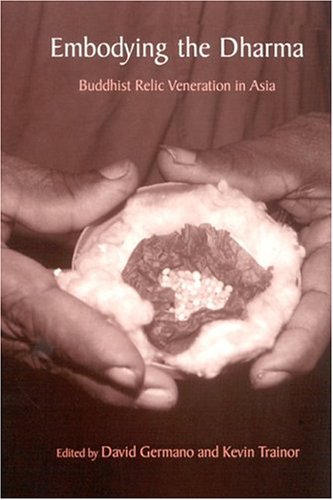 Embodying the Dharma
Buddhist Relic Veneration in Asia
Edited by David Germano and Kevin Trainor